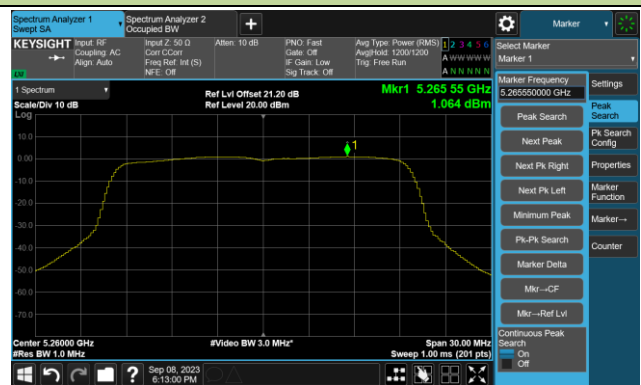 Spectrum Analyzer 1
Swept SA
Spectrum Analyzer 2
Occupied BW
Marker
KEYSIGHT
Input: RF
Coupling: AC
Align: Auto
Input Z: 50 Ω
Corr CCorr
Freq Ref: Int (S)
NFE: Off
Atten: 10 dB
PNO: Fast
Gate: Off
IF Gain: Low
Sig Track: Off
Avg Type: Power (RMS)
Avg|Hold: 1200/1200
Trig: Free Run
1 2 3 4 5 6
A W W W W W
A N N N N N
Select Marker
Marker 1
1 Spectrum
Scale/Div 10 dB
Log
Ref Lvl Offset 21.20 dB
Ref Level 20.00 dBm
Mkr1 5.265 55 GHz
1.064 dBm
10.0
0.00
-10.0
-20.0
-30.0
-40.0
-50.0
-60.0
-70.0
1
Center 5.26000 GHz
#Res BW 1.0 MHz
#Video BW 3.0 MHz*
Span 30.00 MHz
Sweep 1.00 ms (201 pts)
Marker Frequency
5.265550000 GHz
Peak Search
Next Peak
Next Pk Right
Next Pk Left
Minimum Peak
Pk-Pk Search
Marker Delta
Mkr→CF
Mkr→Ref Lvl
Continuous Peak
Search
On
Off
Settings
Peak
Search
Pk Search
Config
Properties
Marker
Function
Marker→
Counter
?
Sep 08, 2023
6:13:00 PM